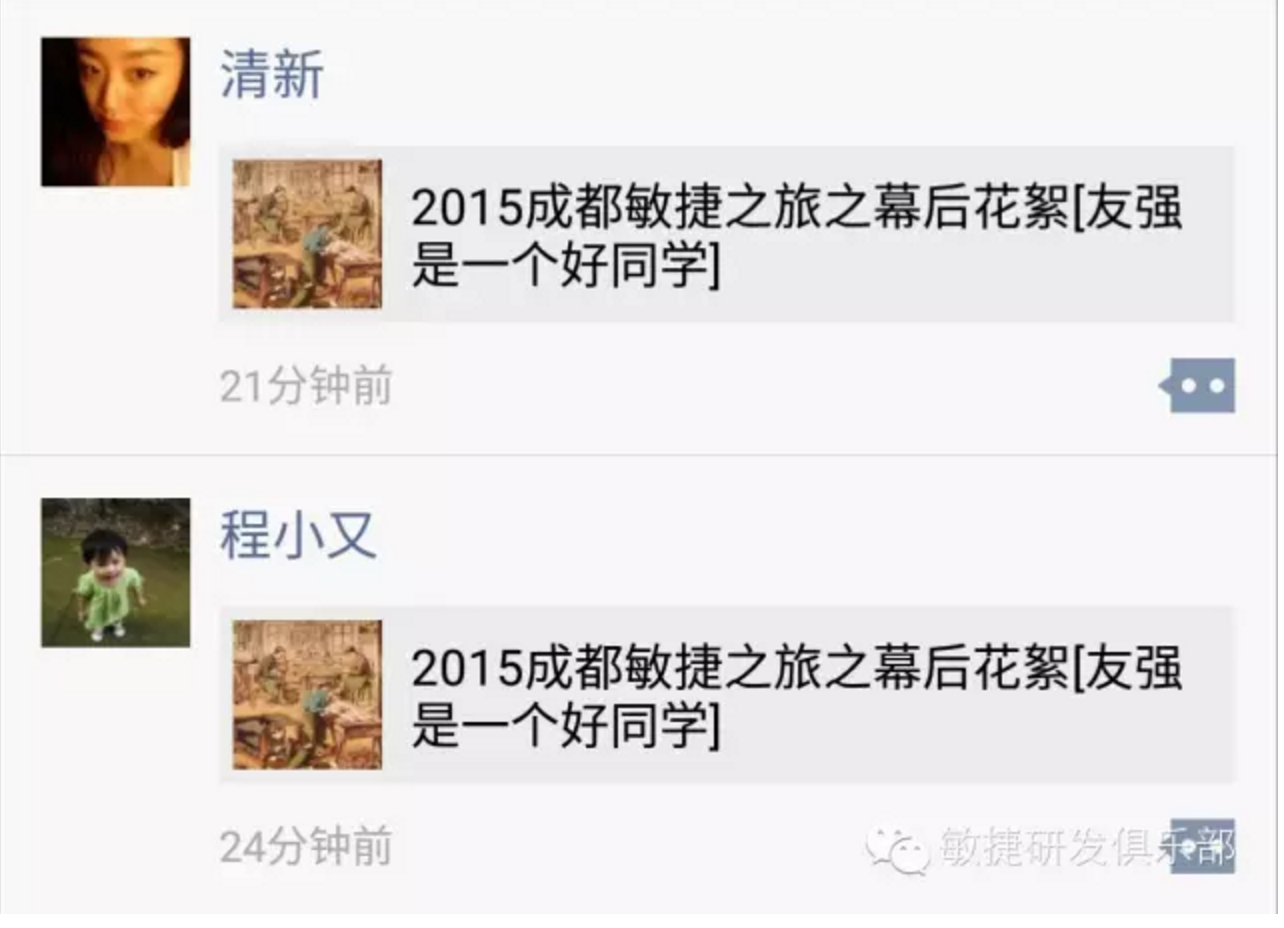 清新
2015成都敏捷之旅之幕后花絮[友强
是一个好同学]
21分钟前
程小又
2015成都敏捷之旅之幕后花絮[友强
是一个好同学]
24分钟前
敏捷研发俱乐部